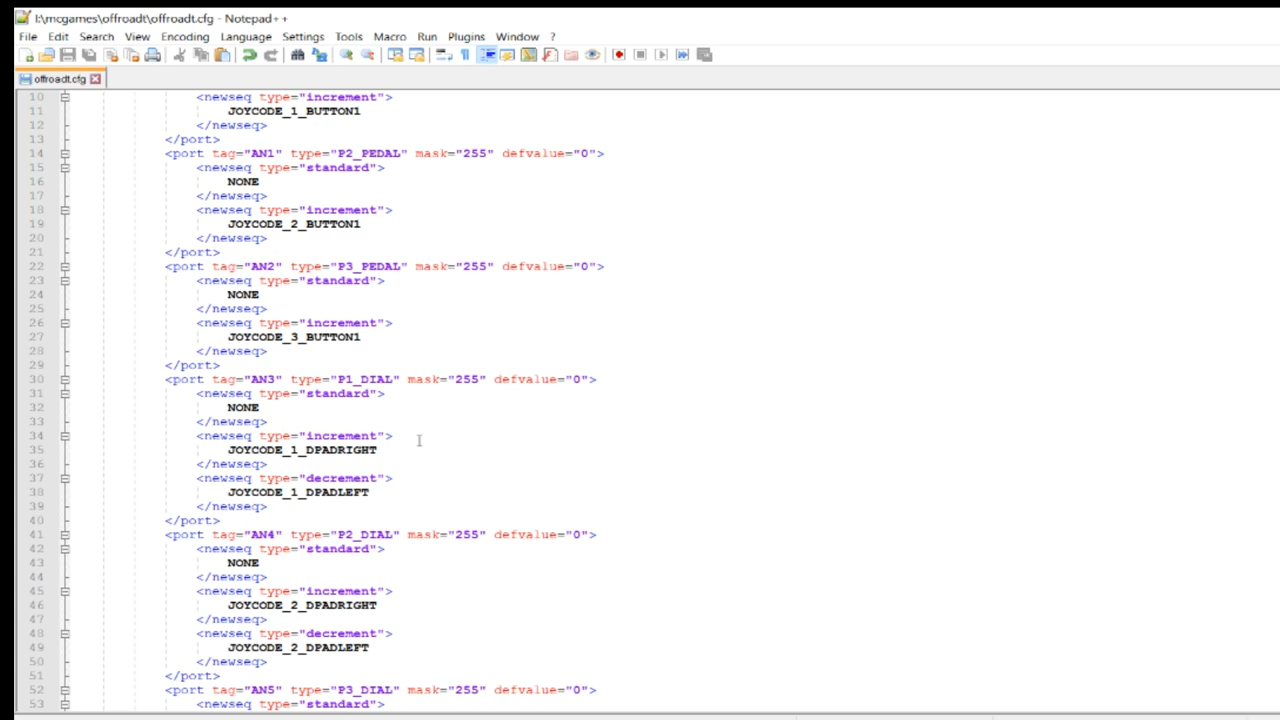 I:\mcgames\offroadt\offroadt.cfg - Notepad++
File Edit Search View Encoding Language Settings Tools Macro Run Plugins Window ?
offroadt.cfg
10 <newseq type="increment">
11 JOYCODE_1_BUTTON1
12 </newseq>
13 </port>
14 <port tag="AN1" type="P2_PEDAL" mask="255" defvalue="0">
15 <newseq type="standard">
16 NONE
17 </newseq>
18 <newseq type="increment">
19 JOYCODE_2_BUTTON1
20 </newseq>
21 </port>
22 <port tag="AN2" type="P3_PEDAL" mask="255" defvalue="0">
23 <newseq type="standard">
24 NONE
25 </newseq>
26 <newseq type="increment">
27 JOYCODE_3_BUTTON1
28 </newseq>
29 </port>
30 <port tag="AN3" type="P1_DIAL" mask="255" defvalue="0">
31 <newseq type="standard">
32 NONE
33 </newseq>
34 <newseq type="increment">
35 JOYCODE_1_DPADRIGHT
36 </newseq>
37 <newseq type="decrement">
38 JOYCODE_1_DPADLEFT
39 </newseq>
40 </port>
41 <port tag="AN4" type="P2_DIAL" mask="255" defvalue="0">
42 <newseq type="standard">
43 NONE
44 </newseq>
45 <newseq type="increment">
46 JOYCODE_2_DPADRIGHT
47 </newseq>
48 <newseq type="decrement">
49 JOYCODE_2_DPADLEFT
50 </newseq>
51 </port>
52 <port tag="AN5" type="P3_DIAL" mask="255" defvalue="0">
53 <newseq type="standard">